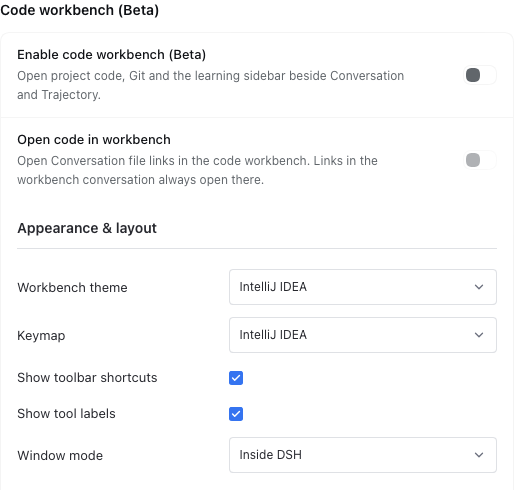 Code workbench (Beta)
Enable code workbench (Beta)
Open project code, Git and the learning sidebar beside Conversation
and Trajectory.
Open code in workbench
Open Conversation file links in the code workbench. Links in the
workbench conversation always open there.
Appearance & layout
Workbench theme
IntelliJ IDEA
Keymap
IntelliJ IDEA
Show toolbar shortcuts
Show tool labels
Window mode
Inside DSH